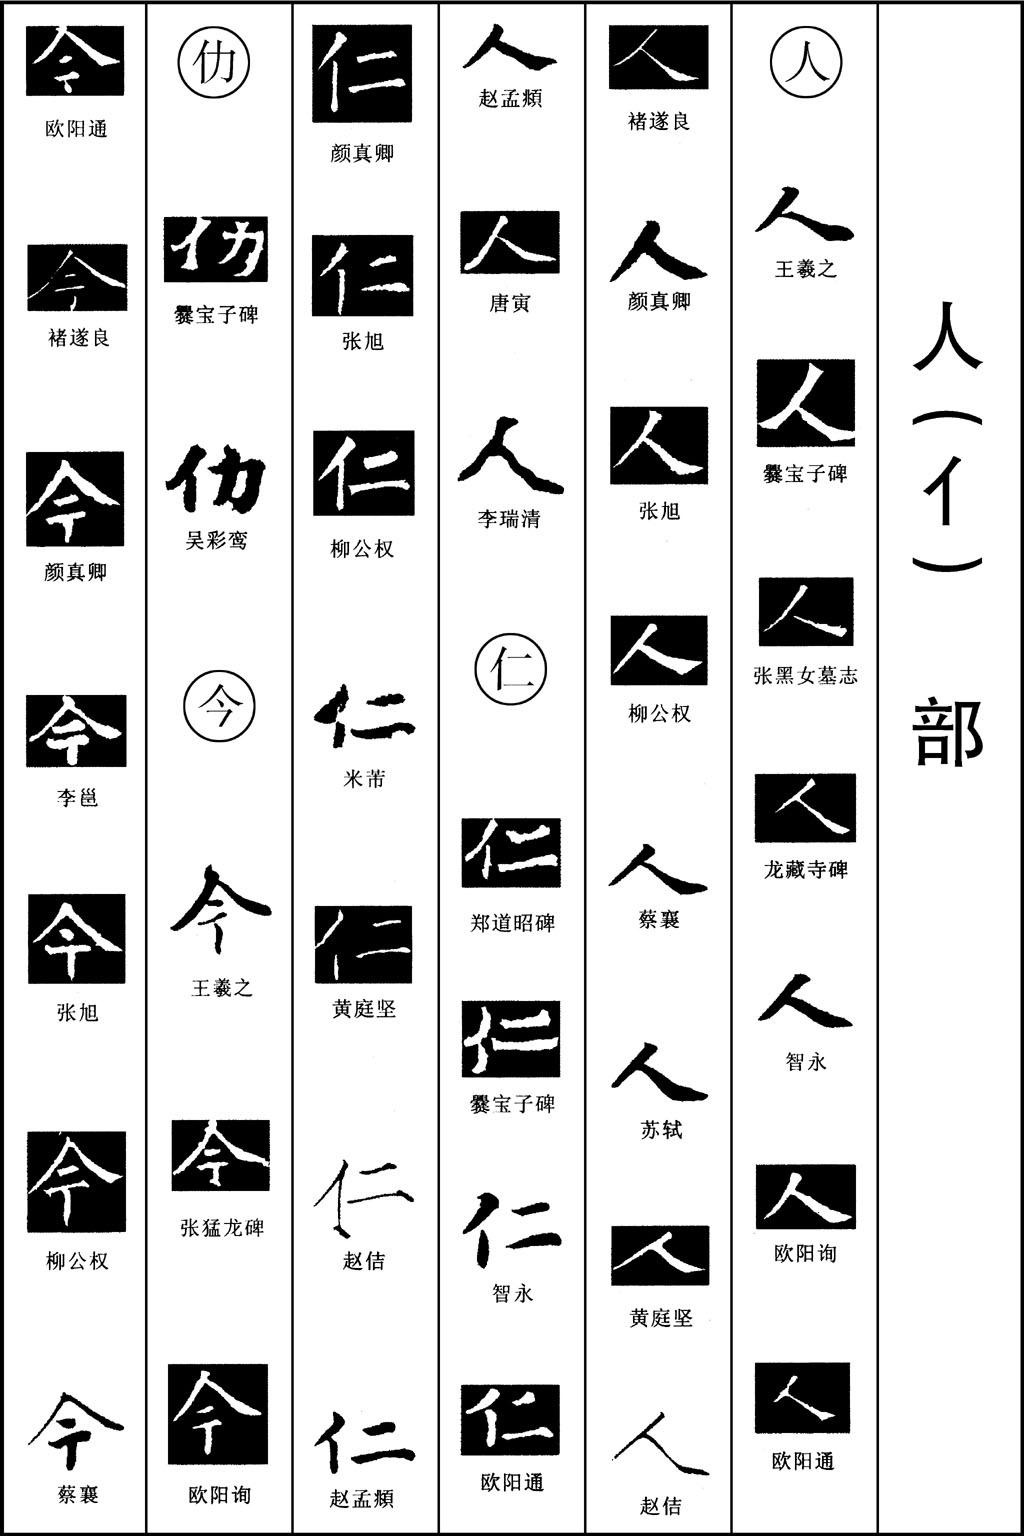 人（亻）部
人
人
王羲之
人
爨宝子碑
人
张黑女墓志
人
龙藏寺碑
人
智永
人
欧阳询
人
欧阳通
人
褚遂良
人
颜真卿
人
张旭
人
柳公权
人
蔡襄
人
苏轼
人
黄庭坚
人
赵佶
人
赵孟頫
人
唐寅
人
李瑞清
仁
仁
郑道昭碑
仁
爨宝子碑
仁
智永
仁
欧阳通
仁
颜真卿
仁
张旭
仁
柳公权
仁
米芾
仁
黄庭坚
仁
赵佶
仁
赵孟頫
仂
仂
爨宝子碑
仂
吴彩鸾
今
今
王羲之
今
张猛龙碑
今
欧阳询
今
欧阳通
今
褚遂良
今
颜真卿
今
李邕
今
张旭
今
柳公权
今
蔡襄